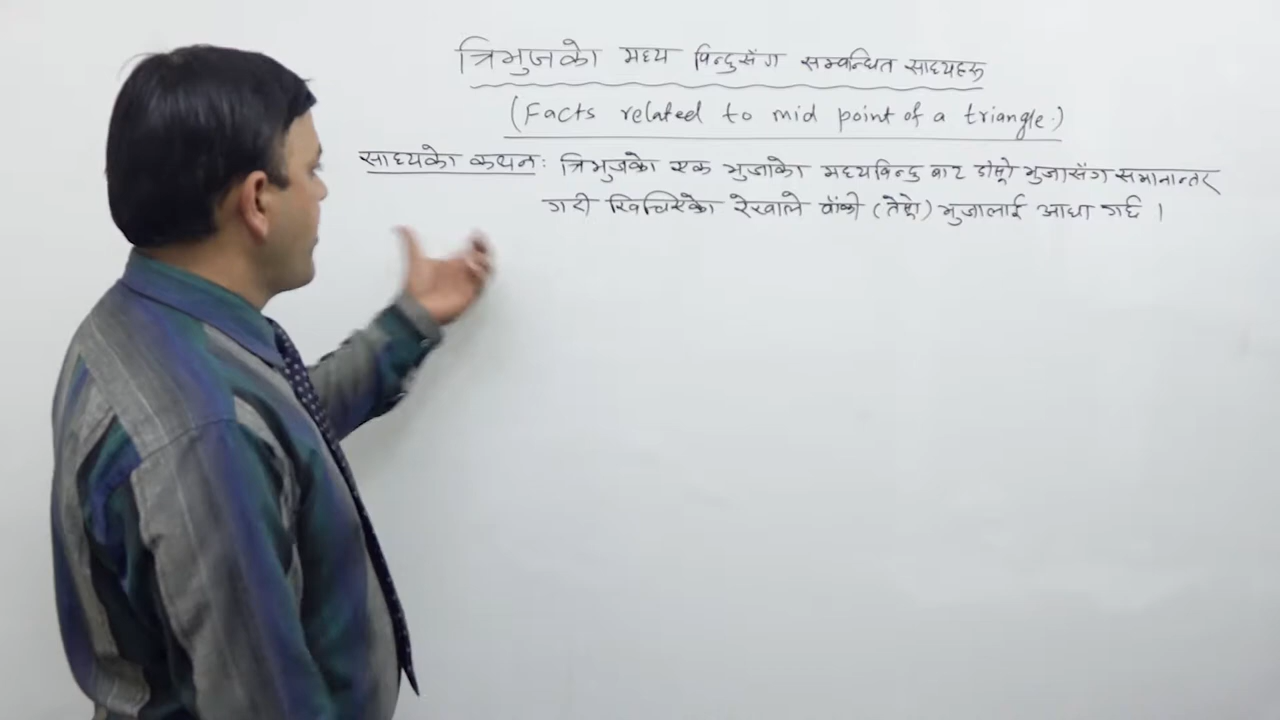 त्रिभुजको मध्य विन्दुसँग सम्बन्धित साध्यहरू
(Facts related to mid point of a triangle.)
साध्यको कथन: त्रिभुजको एक भुजाको मध्यविन्दु बाट दोस्रो भुजासँग समानान्तर
गरी खिचिएको रेखाले बाँकी (तेस्रो) भुजालाई आधा गर्छ ।